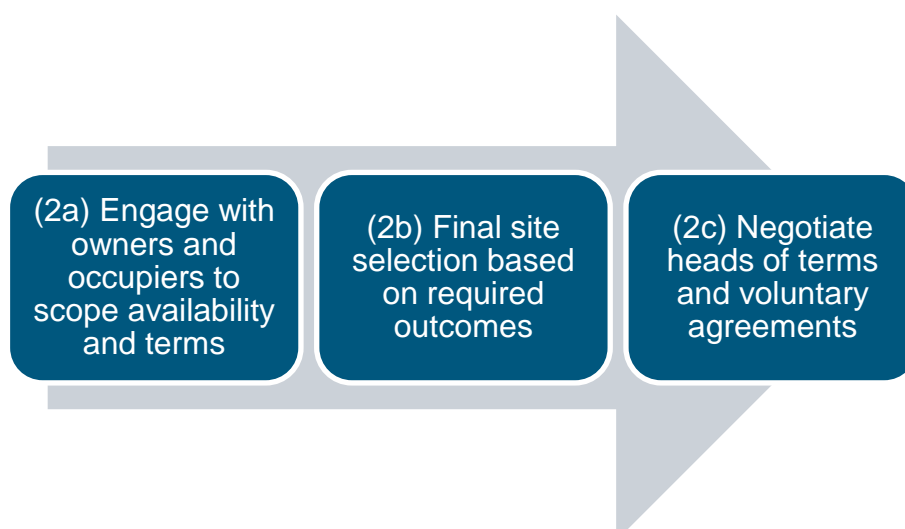 (2a) Engage with
owners and
occupiers to
scope availability
and terms
(2b) Final site
selection based
on required
outcomes
(2c) Negotiate
heads of terms
and voluntary
agreements